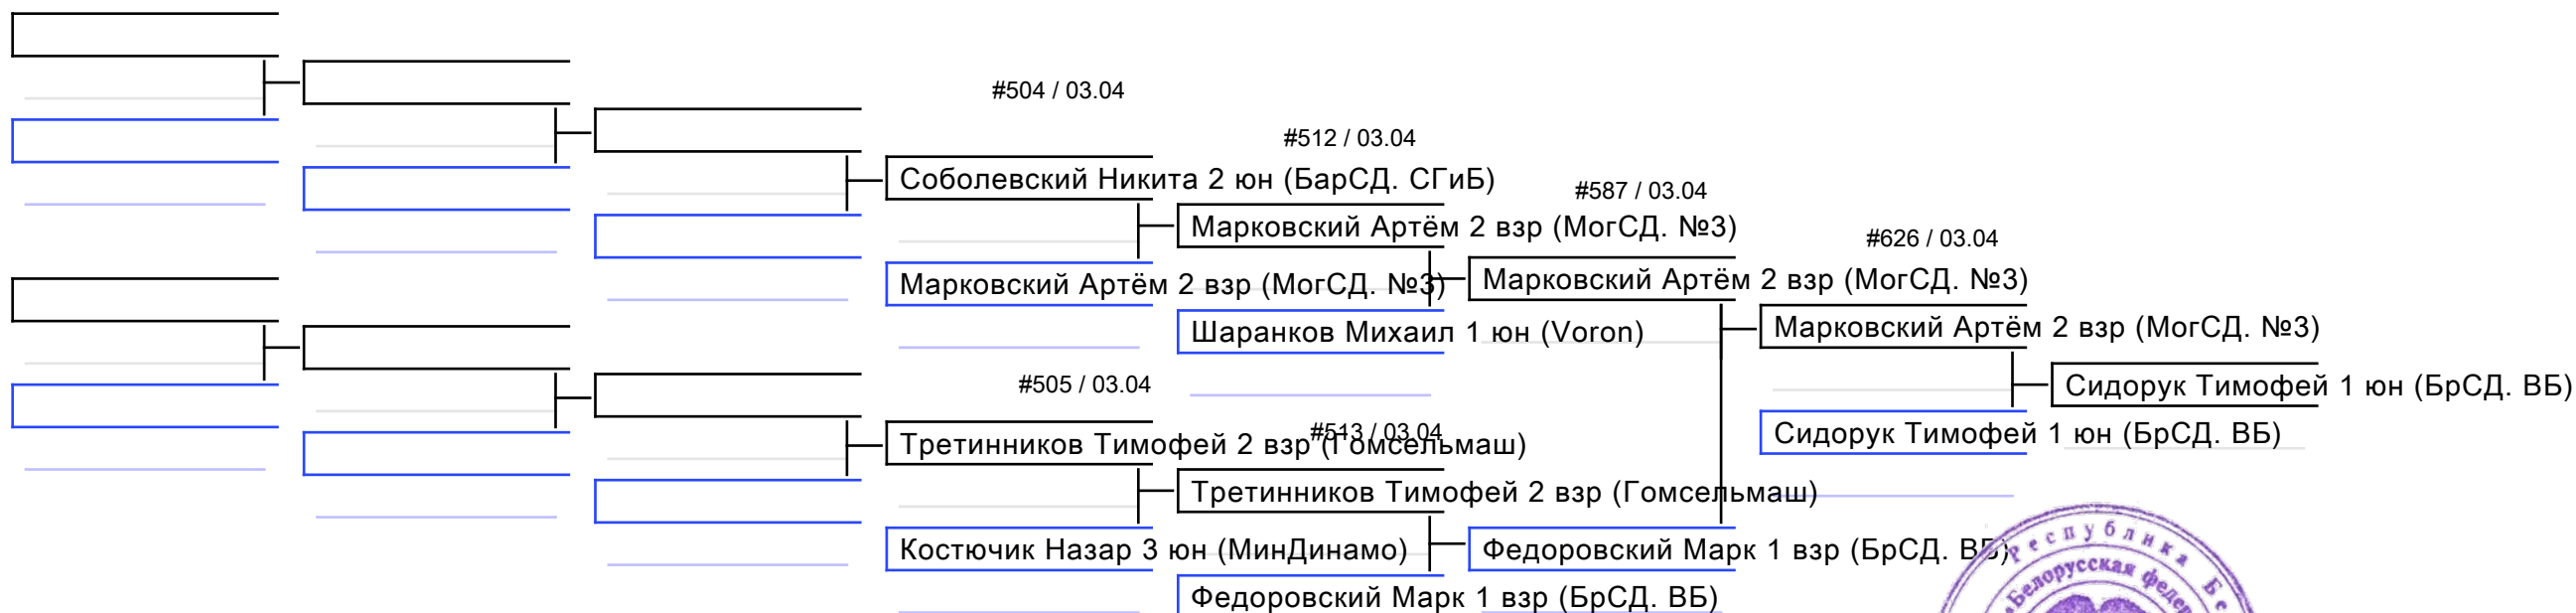 #504 / 03.04
#512 / 03.04
Соболевский Никита 2 юн (БарСД. СГиБ)
#587 / 03.04
Марковский Артём 2 взр (МогСД. №3)
#626 / 03.04
Марковский Артём 2 взр (МогСД. №3)
Марковский Артём 2 взр (МогСД. №3)
Шаранков Михаил 1 юн (Voron)
Марковский Артём 2 взр (МогСД. №3)
#505 / 03.04
Сидорук Тимофей 1 юн (БрСД. ВБ)
#513 / 03.04
Третинников Тимофей 2 взр (Гомсельмаш)
Сидорук Тимофей 1 юн (БрСД. ВБ)
Третинников Тимофей 2 взр (Гомсельмаш)
Костючик Назар 3 юн (МинДинамо)
Федоровский Марк 1 взр (БрСД. ВБ)
Федоровский Марк 1 взр (БрСД. ВБ)
Республика Бе
«Белорусская федер